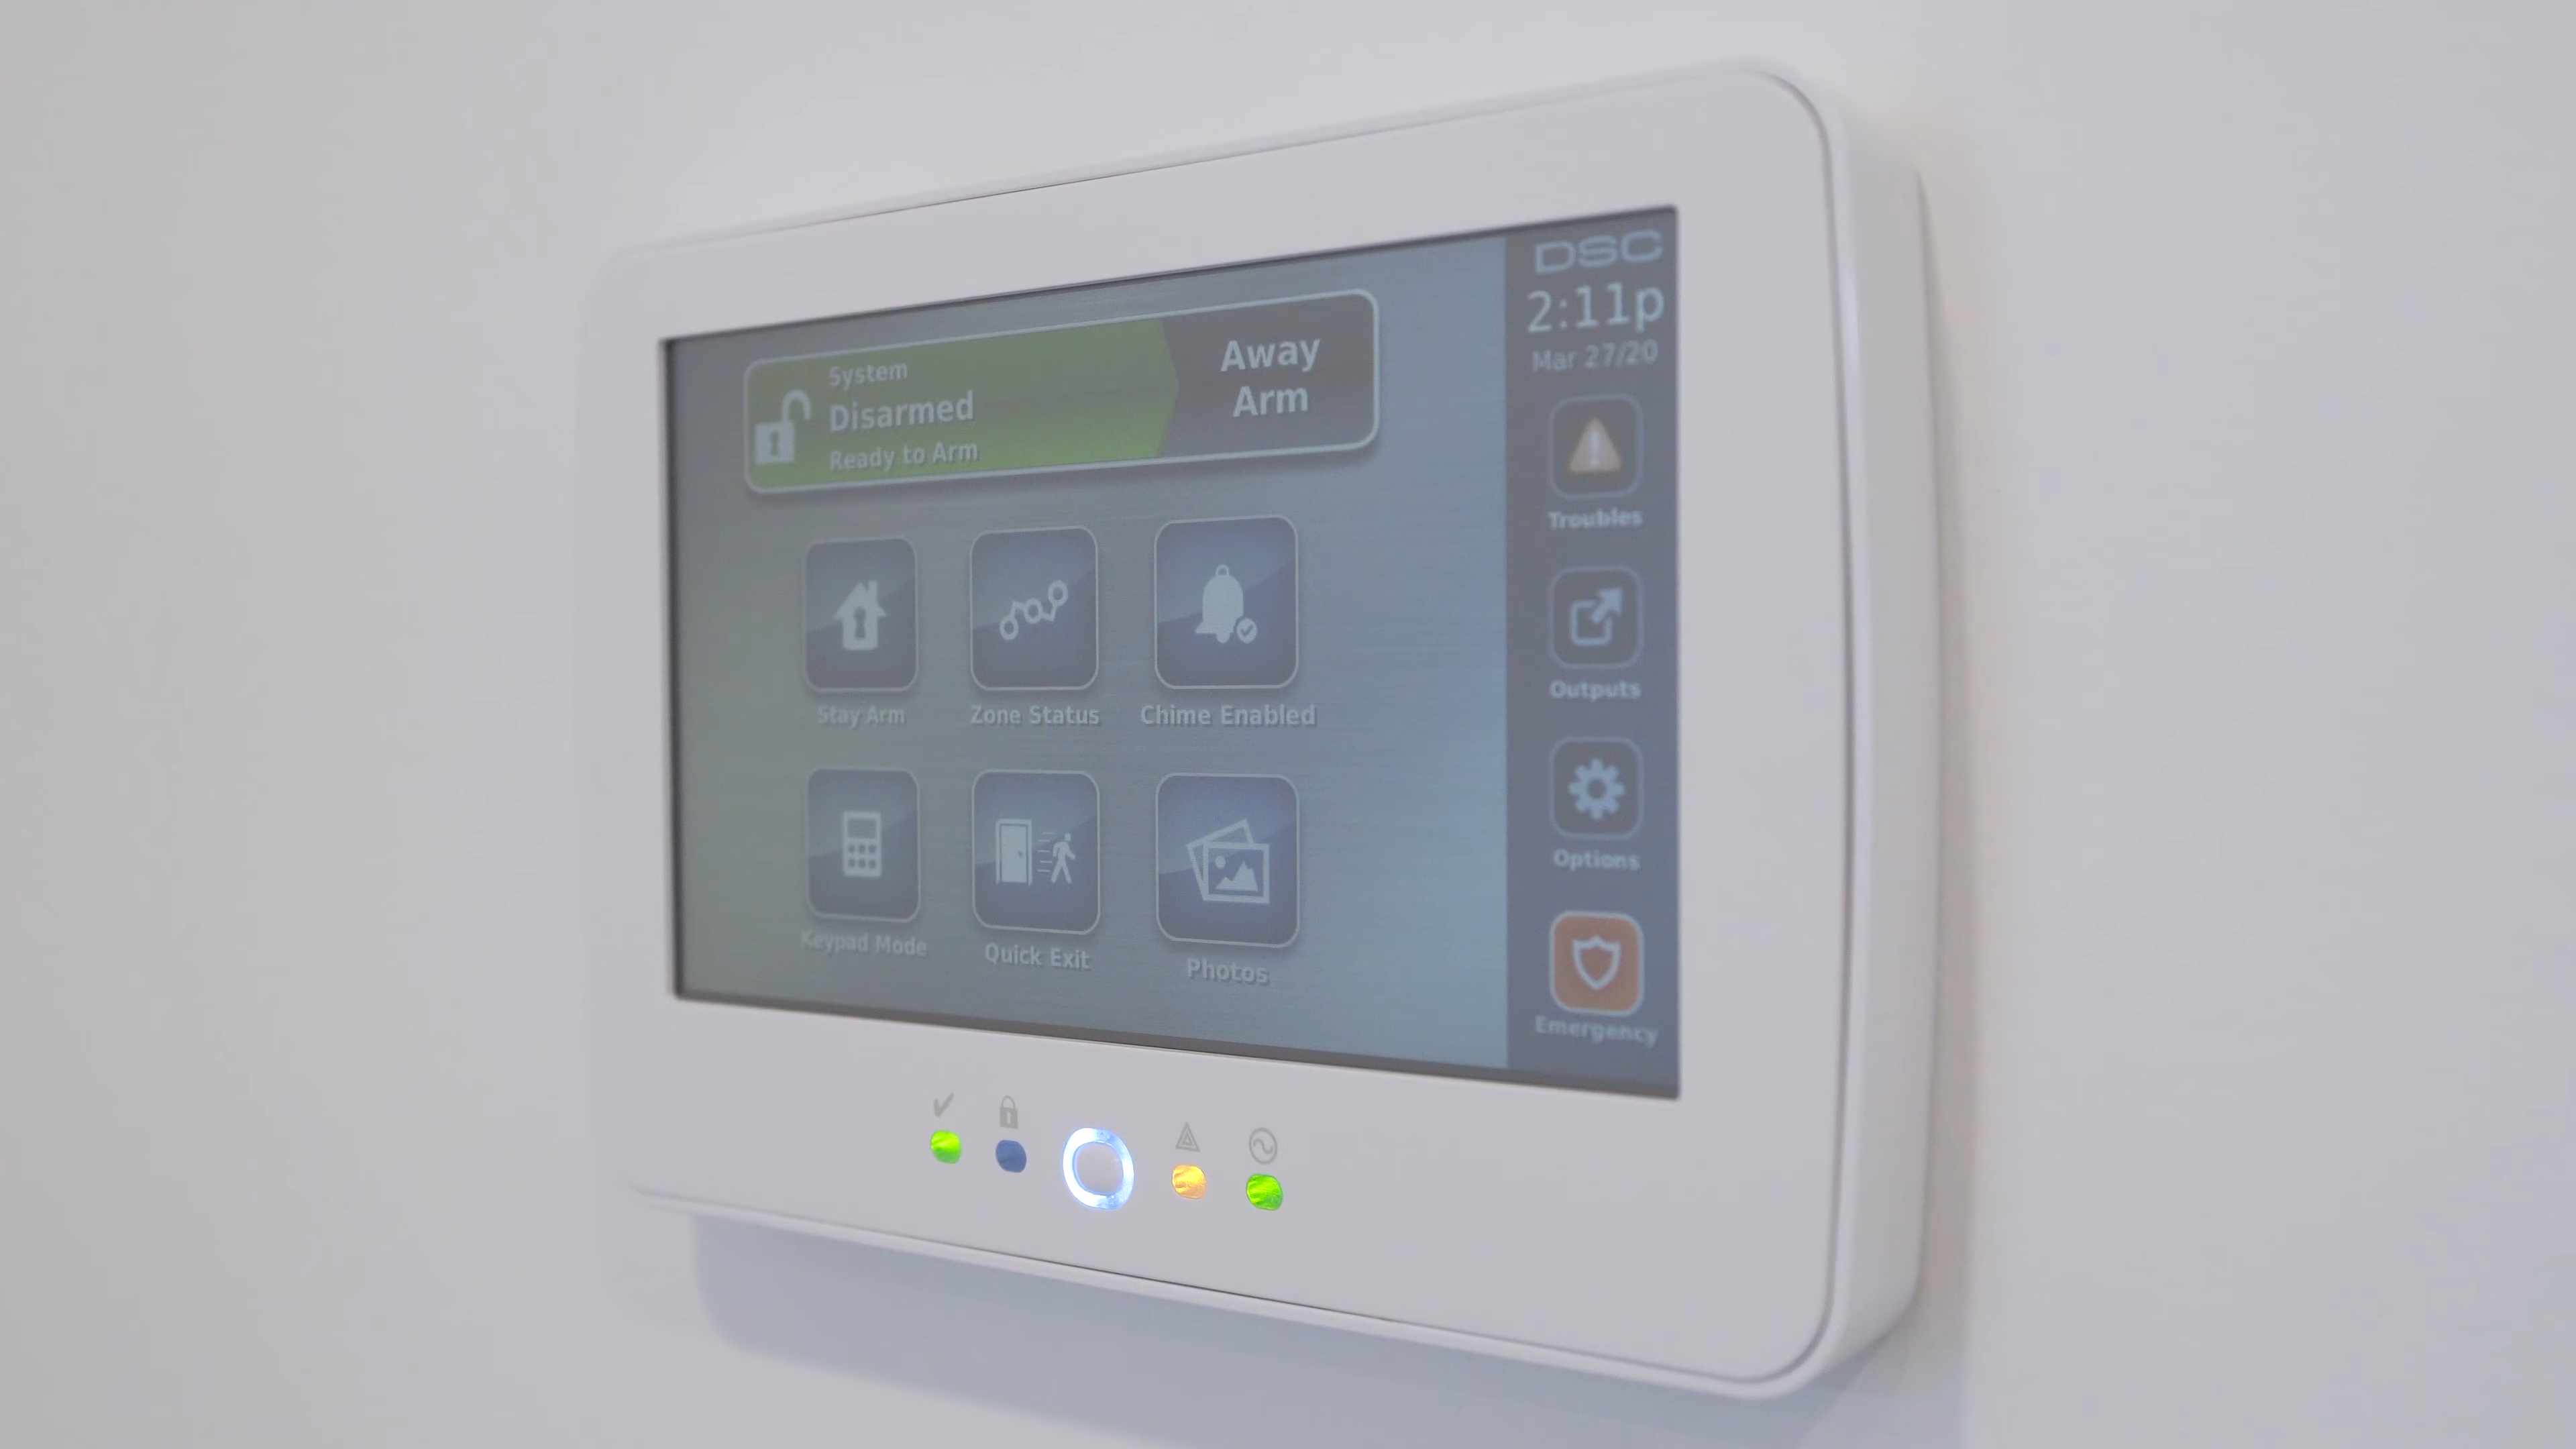 DSC
2:11p
Mar 27/20
System
Disarmed
Ready to Arm
Away
Arm
Stay Arm
Zone Status
Chime Enabled
Keypad Mode
Quick Exit
Photos
Troubles
Outputs
Options
Emergency